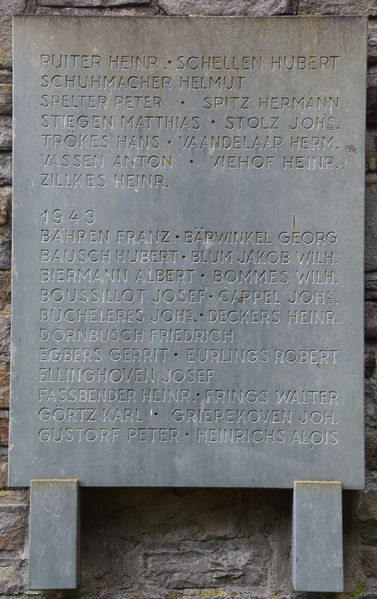 RUITER HEINR. · SCHELLEN HUBERT
SCHUHMACHER HELMUT
SPELTER PETER · SPITZ HERMANN
STIEGEN MATTHIAS · STOLZ JOHS.
TRÖKES HANS · VAANDELAAR HERM.
VASSEN ANTON · VIEHOF HEINR.
ZILLKES HEINR.
1943
BÄHREN FRANZ · BÄRWINKEL GEORG
BAUSCH HUBERT · BLUM JAKOB WILH.
BIERMANN ALBERT · BOMMES WILH.
BOUSSILLOT JOSEF · CAPPEL JOHS.
BÜCHELERES JOHS. · DECKERS HEINR.
DORNBUSCH FRIEDRICH
EGBERS GERRIT · EURLINGS ROBERT
ELLINGHOVEN JOSEF
FASSBENDER HEINR. · FRINGS WALTER
GÖRTZ KARL · GRIEPEKOVEN JOH.
GUSTORF PETER · HEINRICHS ALOIS